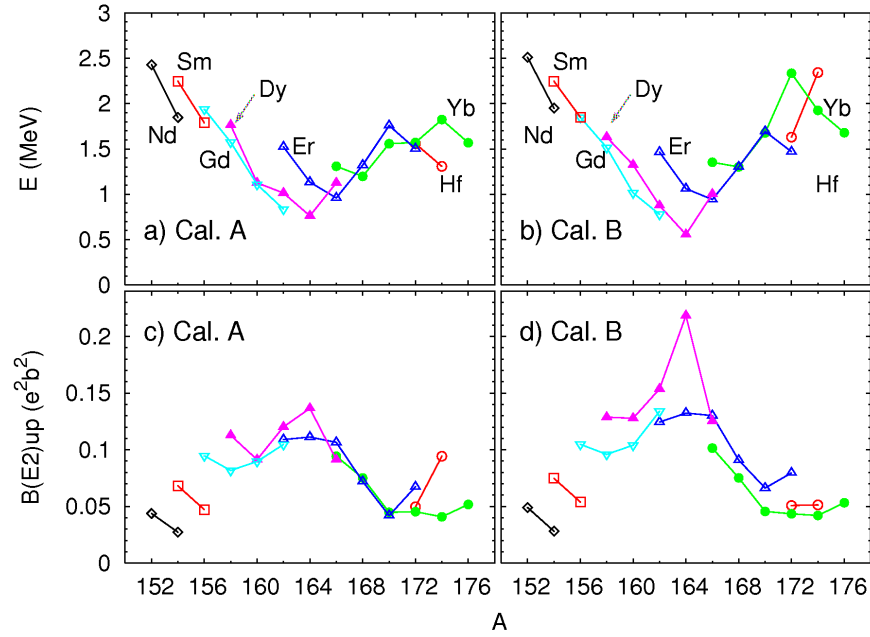 3
2.5
2
1.5
1
0.5
0
E (MeV)
Sm
Nd
Dy
Gd
Er
Yb
Hf
a) Cal. A
Sm
Nd
Dy
Gd
Er
Yb
Hf
b) Cal. B
0.2
0.15
0.1
0.05
0
B(E2)up (e²b²)
c) Cal. A
d) Cal. B
152 156 160 164 168 172 176
152 156 160 164 168 172 176
A